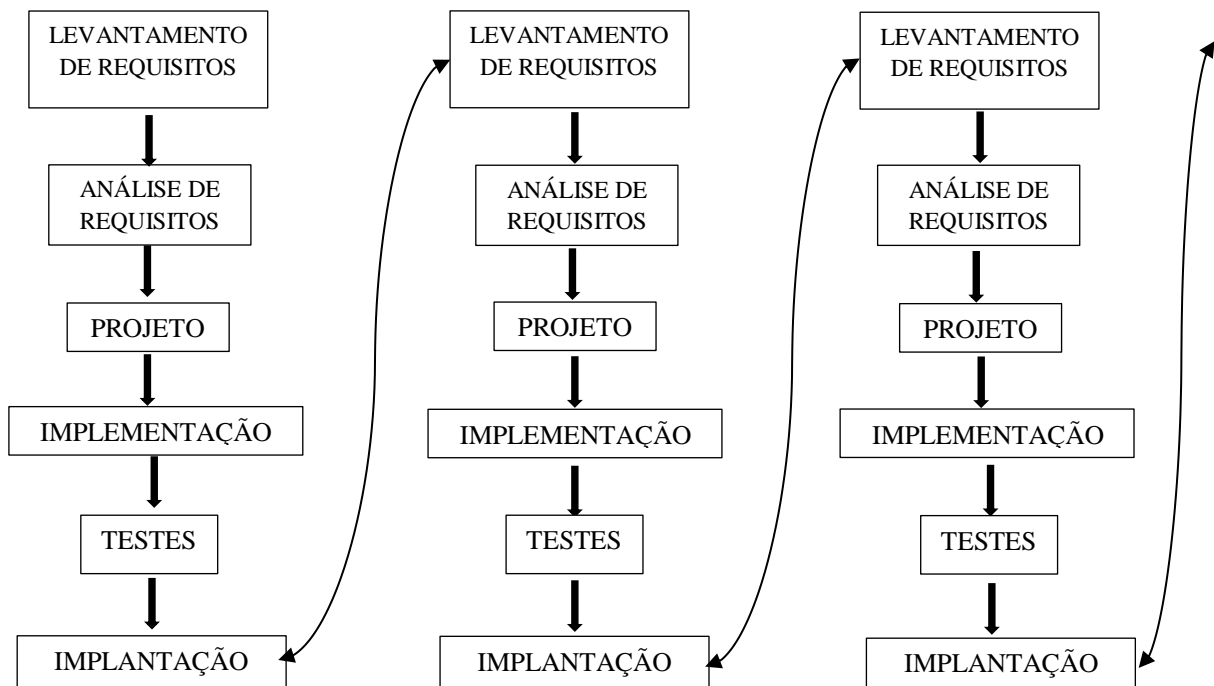 LEVANTAMENTO
DE REQUISITOS
ANÁLISE DE
REQUISITOS
PROJETO
IMPLEMENTAÇÃO
TESTES
IMPLANTAÇÃO
LEVANTAMENTO
DE REQUISITOS
ANÁLISE DE
REQUISITOS
PROJETO
IMPLEMENTAÇÃO
TESTES
IMPLANTAÇÃO
LEVANTAMENTO
DE REQUISITOS
ANÁLISE DE
REQUISITOS
PROJETO
IMPLEMENTAÇÃO
TESTES
IMPLANTAÇÃO